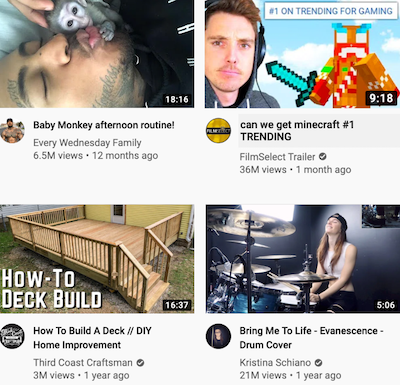 18:16
Baby Monkey afternoon routine!
Every Wednesday Family
6.5M views • 12 months ago
#1 ON TRENDING FOR GAMING
9:18
can we get minecraft #1
TRENDING
FILMSELECT
FilmSelect Trailer
36M views • 1 month ago
HOW-TO
DECK BUILD
16:37
How To Build A Deck // DIY
Home Improvement
Third Coast Craftsman
3M views • 1 year ago
5:06
Bring Me To Life - Evanescence -
Drum Cover
Kristina Schiano
21M views • 1 year ago